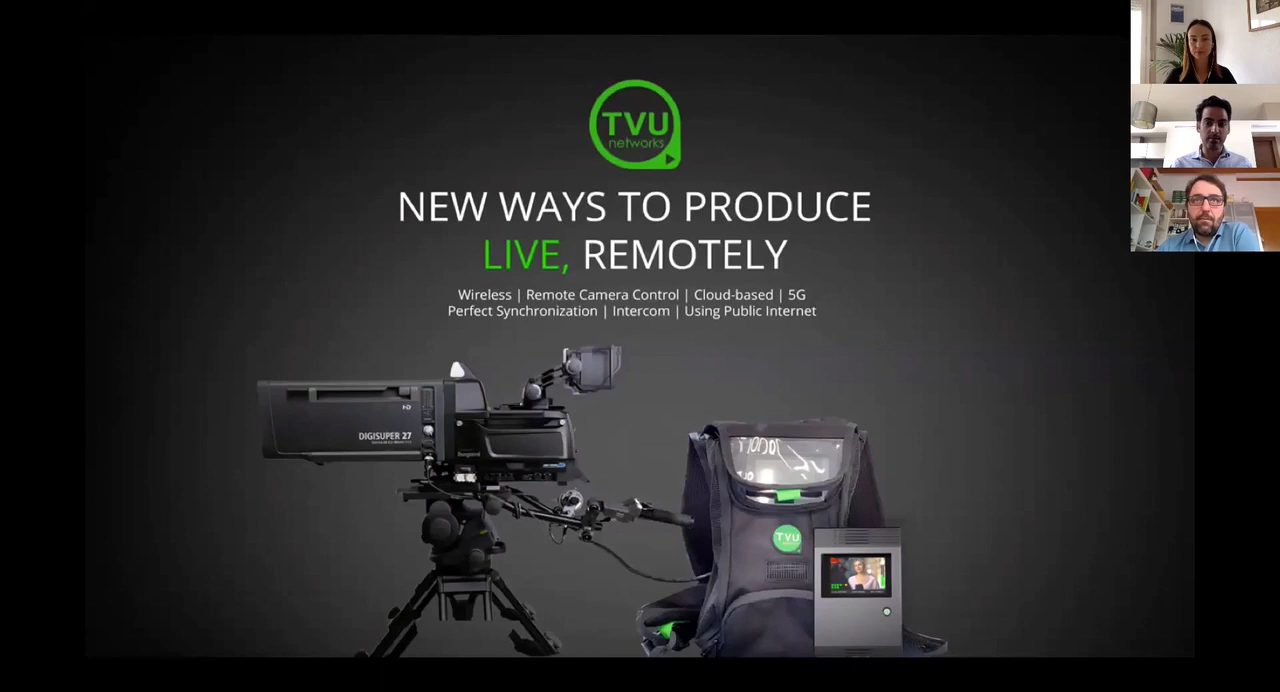 TVU
networks
NEW WAYS TO PRODUCE
LIVE, REMOTELY
Wireless | Remote Camera Control | Cloud-based | 5G
Perfect Synchronization | Intercom | Using Public Internet
HD
DIGISUPER 27
TVU